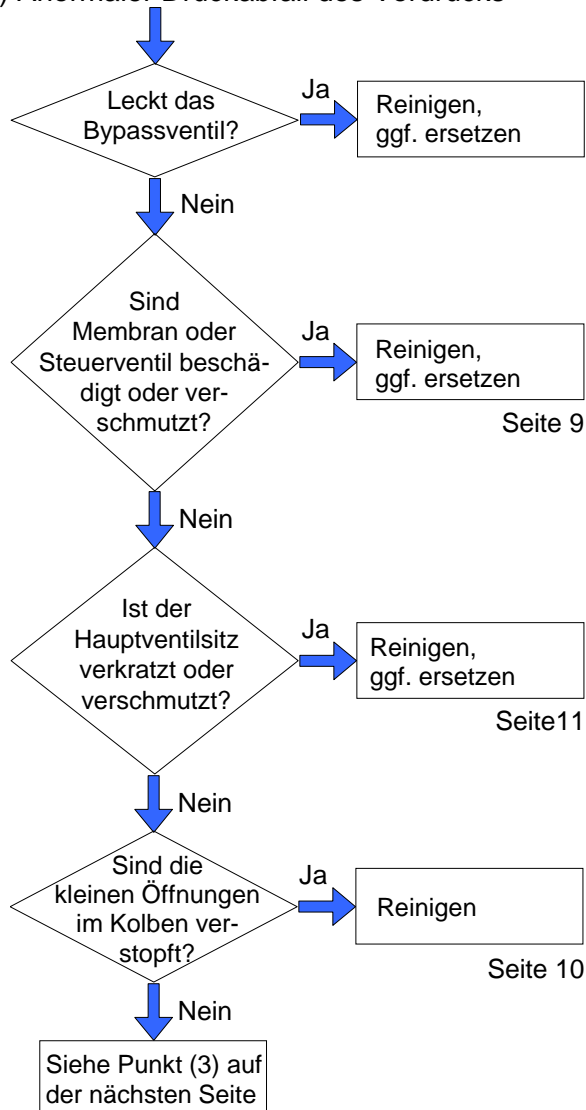 ) Anormaler Druckabfall des Vordrucks
Leckt das
Bypassventil?
Ja
Reinigen,
ggf. ersetzen
Nein
Sind
Membran oder
Steuerventil beschä-
digt oder ver-
schmutzt?
Ja
Reinigen,
ggf. ersetzen
Seite 9
Nein
Ist der
Hauptventilsitz
verkratzt oder
verschmutzt?
Ja
Reinigen,
ggf. ersetzen
Seite11
Nein
Sind die
kleinen Öffnungen
im Kolben ver-
stopft?
Ja
Reinigen
Seite 10
Nein
Siehe Punkt (3) auf
der nächsten Seite